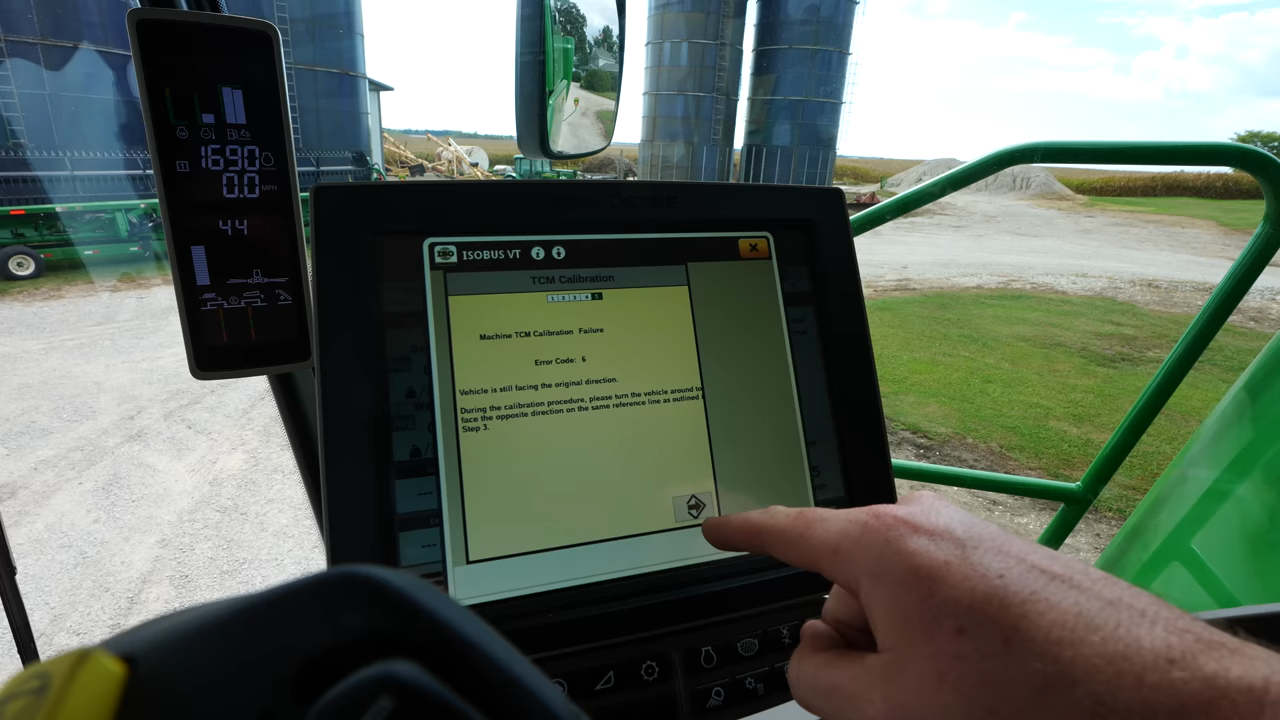 1690
0.0 MPH
44
ISOBUS VT
TCM Calibration
1 2 3 4 5
Machine TCM Calibration Failure
Error Code: 6
Vehicle is still facing the original direction.
During the calibration procedure, please turn the vehicle around to
face the opposite direction on the same reference line as outlined
Step 3.